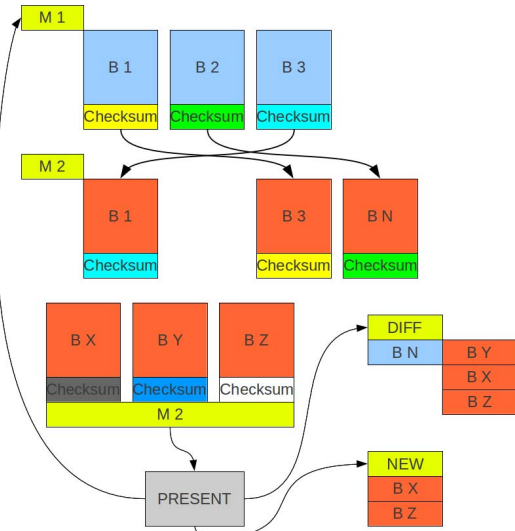 M 1
B 1 B 2 B 3
Checksum Checksum Checksum
M 2
B 1 B 3 B N
Checksum Checksum Checksum
B X B Y B Z
Checksum Checksum Checksum
M 2
PRESENT
DIFF
B N B Y
B X
B Z
NEW
B X
B Z